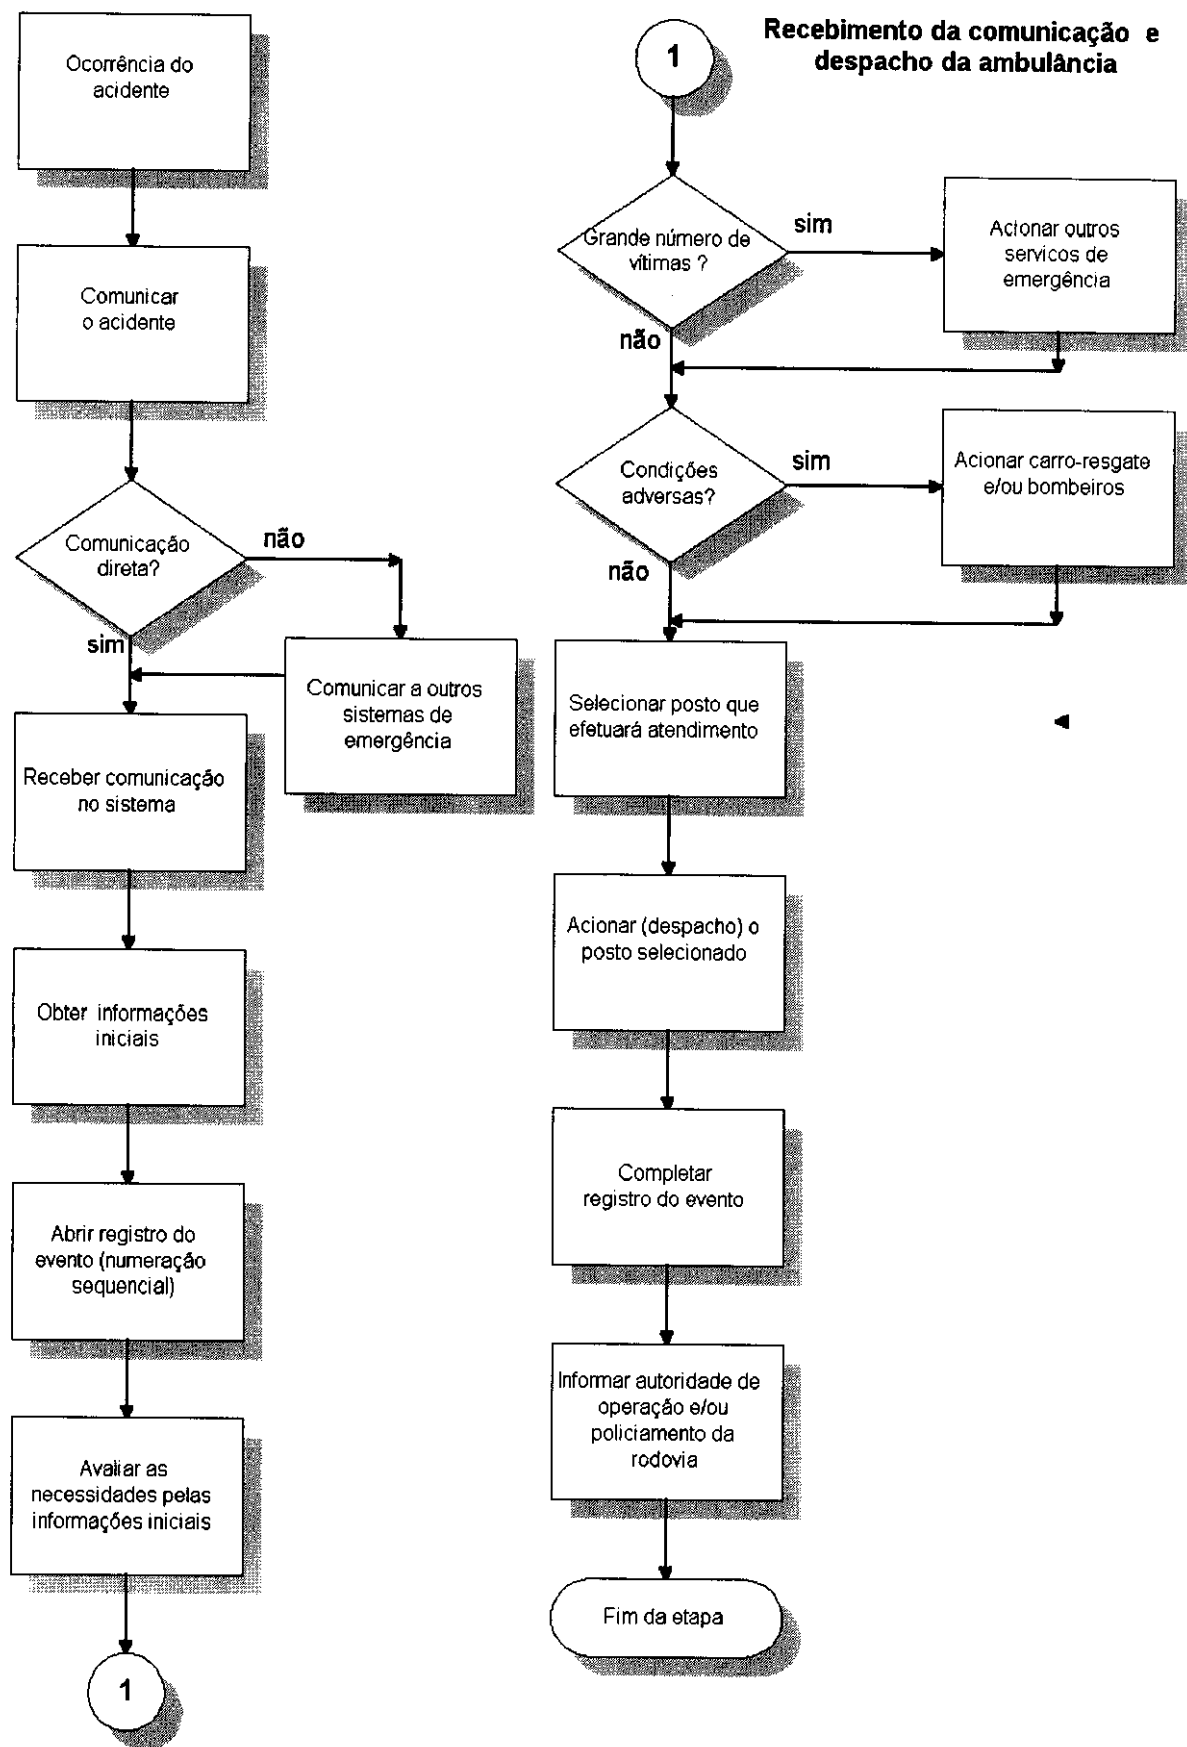 Recebimento da comunicação e
despacho da ambulância
Ocorrência do
acidente
Comunicar
o acidente
Comunicação
direta?
não
sim
Comunicar a outros
sistemas de
emergência
Receber comunicação
no sistema
Obter informações
iniciais
Abrir registro do
evento (numeração
sequencial)
Avaliar as
necessidades pelas
informações iniciais
1
1
Grande número de
vítimas ?
sim
não
Acionar outros
servicos de
emergência
Condições
adversas?
sim
não
Acionar carro-resgate
e/ou bombeiros
Selecionar posto que
efetuará atendimento
Acionar (despacho) o
posto selecionado
Completar
registro do evento
Informar autoridade de
operação e/ou
policiamento da
rodovia
Fim da etapa